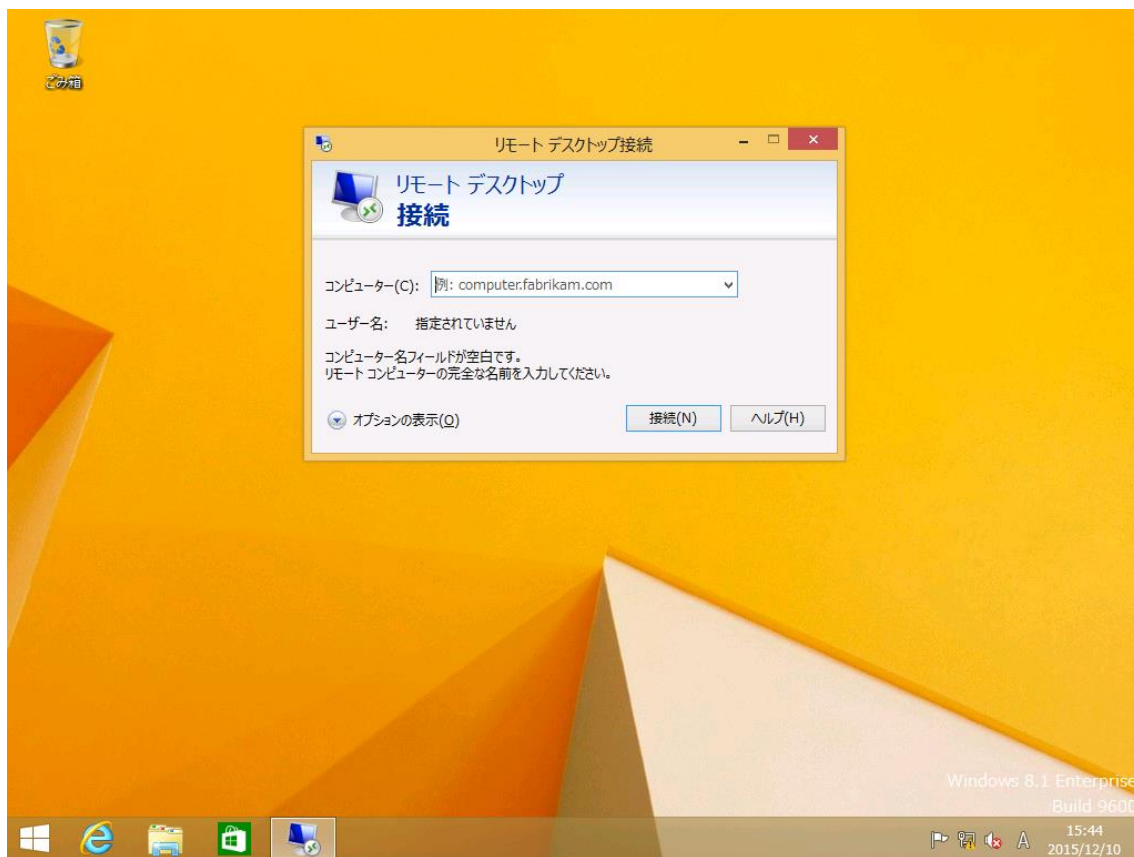 ごみ箱
リモート デスクトップ接続
リモート デスクトップ
接続
コンピューター(C): 例: computer.fabrikam.com
ユーザー名: 指定されていません
コンピューター名フィールドが空白です。
リモート コンピューターの完全な名前を入力してください。
オプションの表示(O) 接続(N) ヘルプ(H)
Windows 8.1 Enterprise
Build 9600
A 15:44
2015/12/10